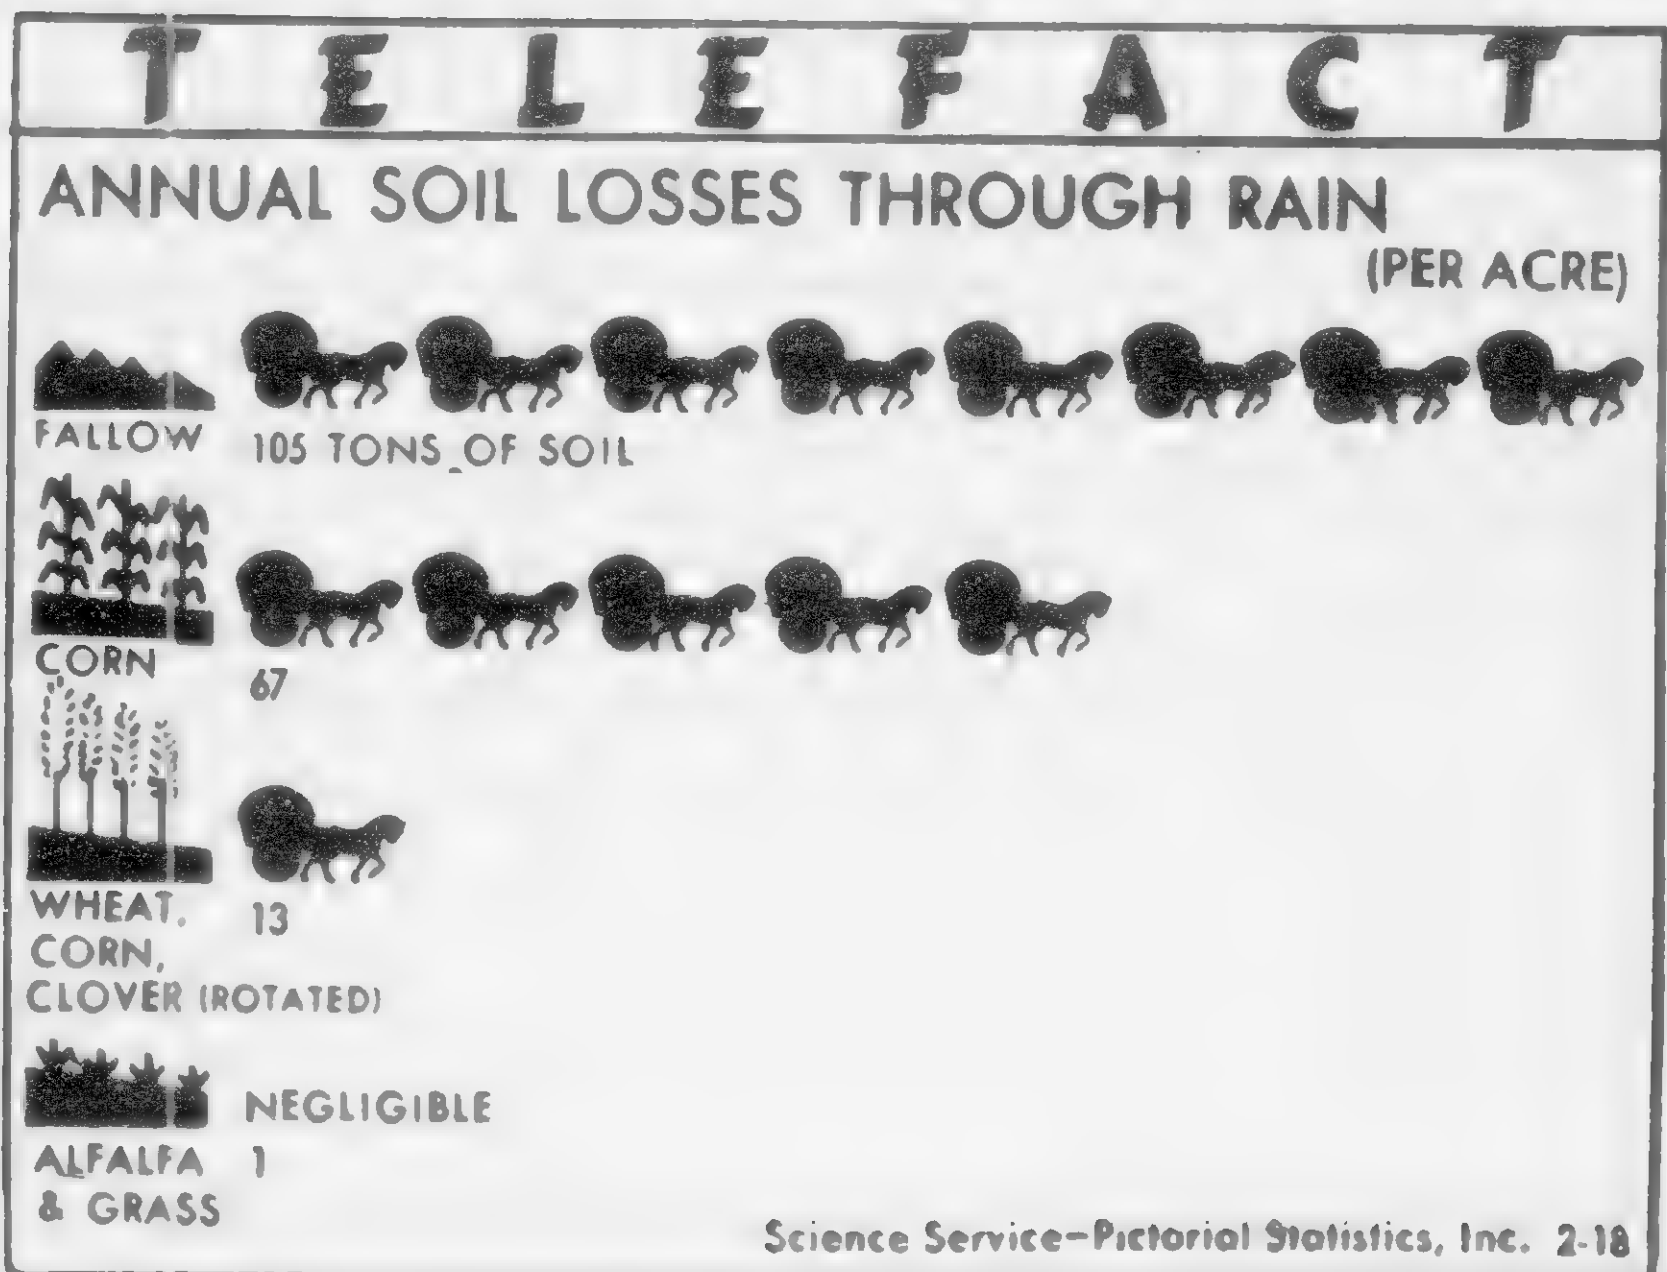 TELEFACT
ANNUAL SOIL LOSSES THROUGH RAIN
(PER ACRE)
FALLOW
105 TONS OF SOIL
CORN
67
WHEAT,
13
CORN,
CLOVER (ROTATED)
NEGLIGIBLE
ALFALFA 1
& GRASS
Science Service-Pictorial Statistics, Inc. 2-18